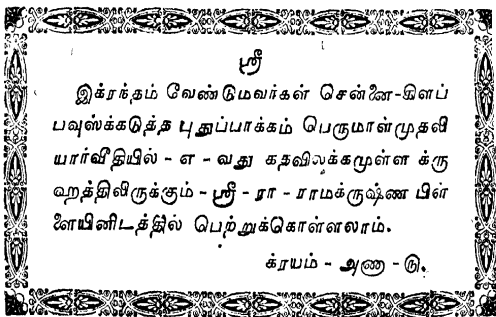 ஸ்ரீ
இக்ரந்தம் வேண்டுமவர்கள் சென்னை-கிளப்
பவுஸ்க்கடுத்த புதுப்பாக்கம் பெருமாள்முதலி
யார்வீதியில் - எ - வது கதவிலக்கமுள்ள க்ரு
ஹத்திலிருக்கும் - ஸ்ரீ - ரா - ராமக்ருஷ்ண பிள்
ளையினிடத்தில் பெற்றுக்கொள்ளலாம்.
க்ரயம் - அணா - ரு.